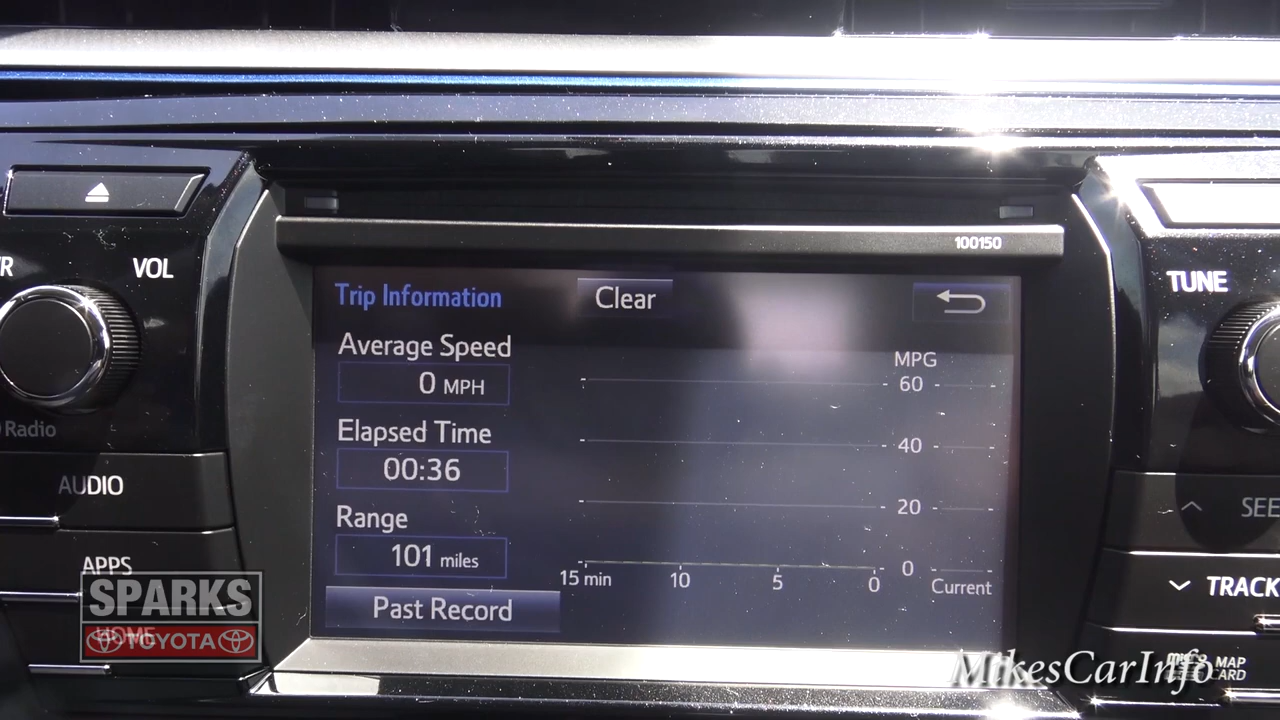 VOL
TUNE
100150
Trip Information
Clear
Average Speed
0 MPH
Elapsed Time
00:36
Range
101 miles
Past Record
MPG
60
40
20
0
15 min 10 5 0 Current
Radio
AUDIO
APPS
HOME
SEE
TRACK
MAP
CARD
SPARKS
TOYOTA
MikesCarInfo